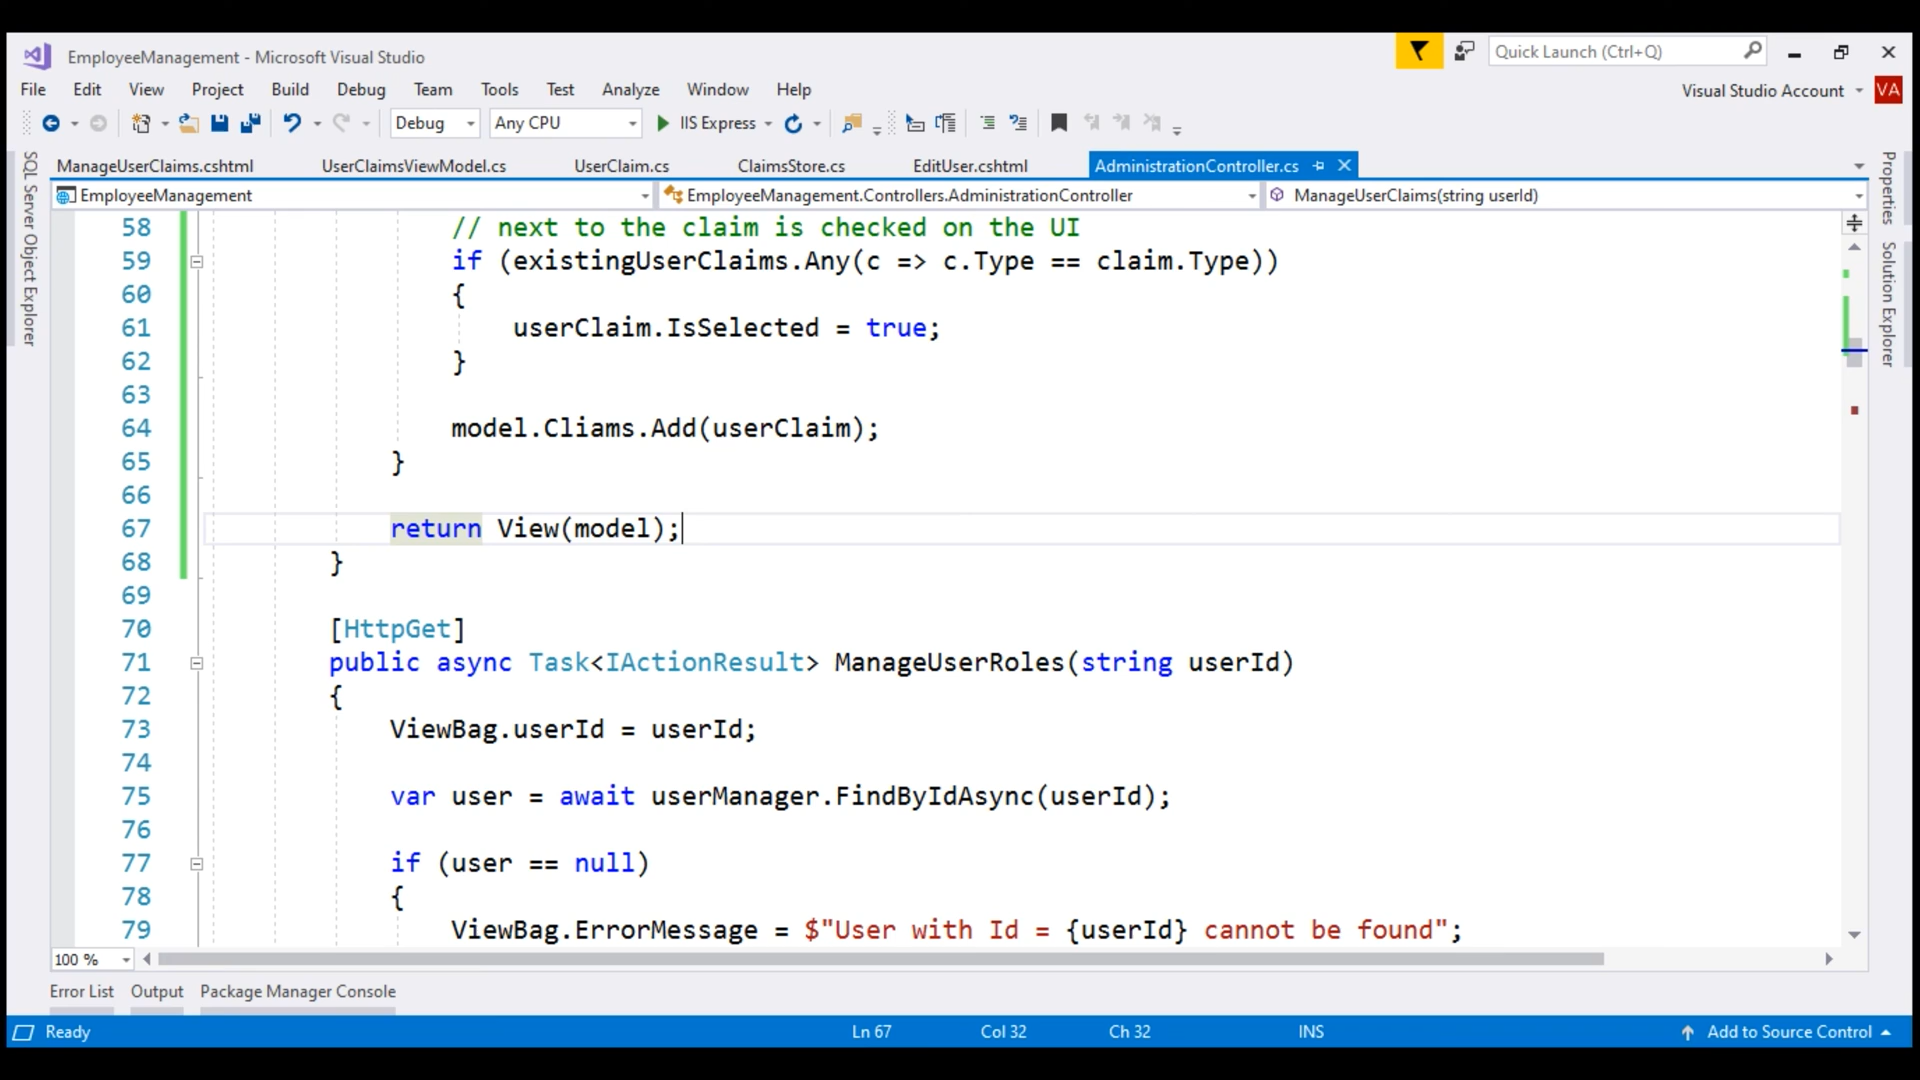 EmployeeManagement - Microsoft Visual Studio
Quick Launch (Ctrl+Q)
File Edit View Project Build Debug Team Tools Test Analyze Window Help
Visual Studio Account VA
Debug Any CPU IIS Express
ManageUserClaims.cshtml UserClaimsViewModel.cs UserClaim.cs ClaimsStore.cs EditUser.cshtml AdministrationController.cs
EmployeeManagement EmployeeManagement.Controllers.AdministrationController ManageUserClaims(string userId)
SQL Server Object Explorer
Properties
Solution Explorer
58 // next to the claim is checked on the UI
59 if (existingUserClaims.Any(c => c.Type == claim.Type))
60 {
61 userClaim.IsSelected = true;
62 }
63
64 model.Cliams.Add(userClaim);
65 }
66
67 return View(model);
68 }
69
70 [HttpGet]
71 public async Task<IActionResult> ManageUserRoles(string userId)
72 {
73 ViewBag.userId = userId;
74
75 var user = await userManager.FindByIdAsync(userId);
76
77 if (user == null)
78 {
79 ViewBag.ErrorMessage = $"User with Id = {userId} cannot be found";
100 %
Error List Output Package Manager Console
Ready Ln 67 Col 32 Ch 32 INS Add to Source Control